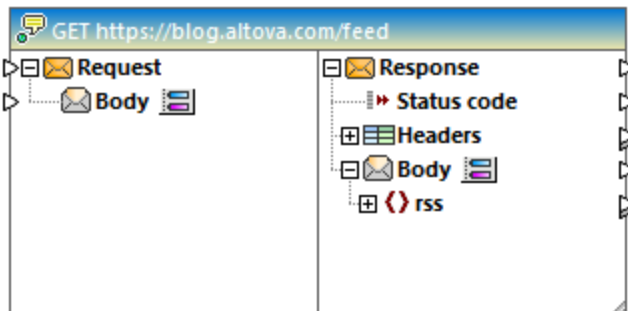 GET https://blog.altova.com/feed
Request
Body
Response
Status code
Headers
Body
rss